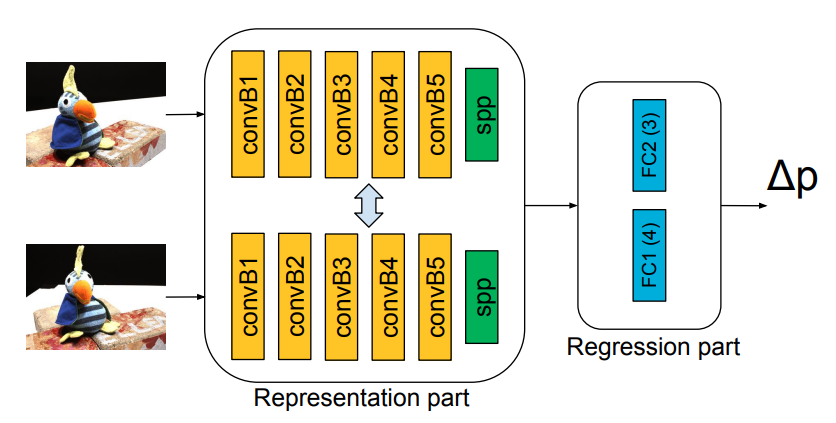 convB1
convB2
convB3
convB4
convB5
spp
convB1
convB2
convB3
convB4
convB5
spp
Representation part
FC2 (3)
FC1 (4)
Regression part
Δp